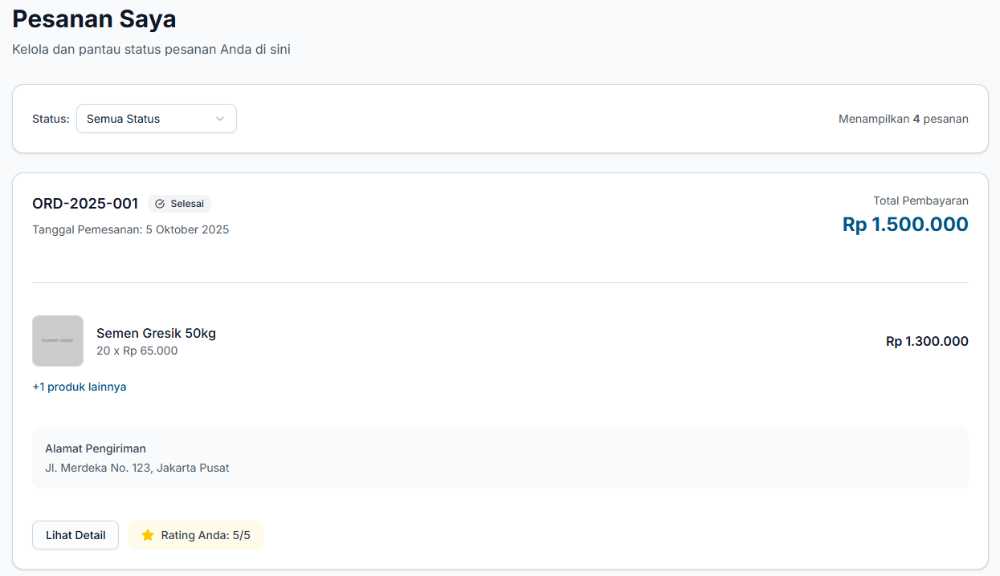 Pesanan Saya
Kelola dan pantau status pesanan Anda di sini
Status: Semua Status
Menampilkan 4 pesanan
ORD-2025-001 Selesai
Tanggal Pemesanan: 5 Oktober 2025
Total Pembayaran
Rp 1.500.000
Semen Gresik 50kg
20 x Rp 65.000
Rp 1.300.000
+1 produk lainnya
Alamat Pengiriman
Jl. Merdeka No. 123, Jakarta Pusat
Lihat Detail
Rating Anda: 5/5